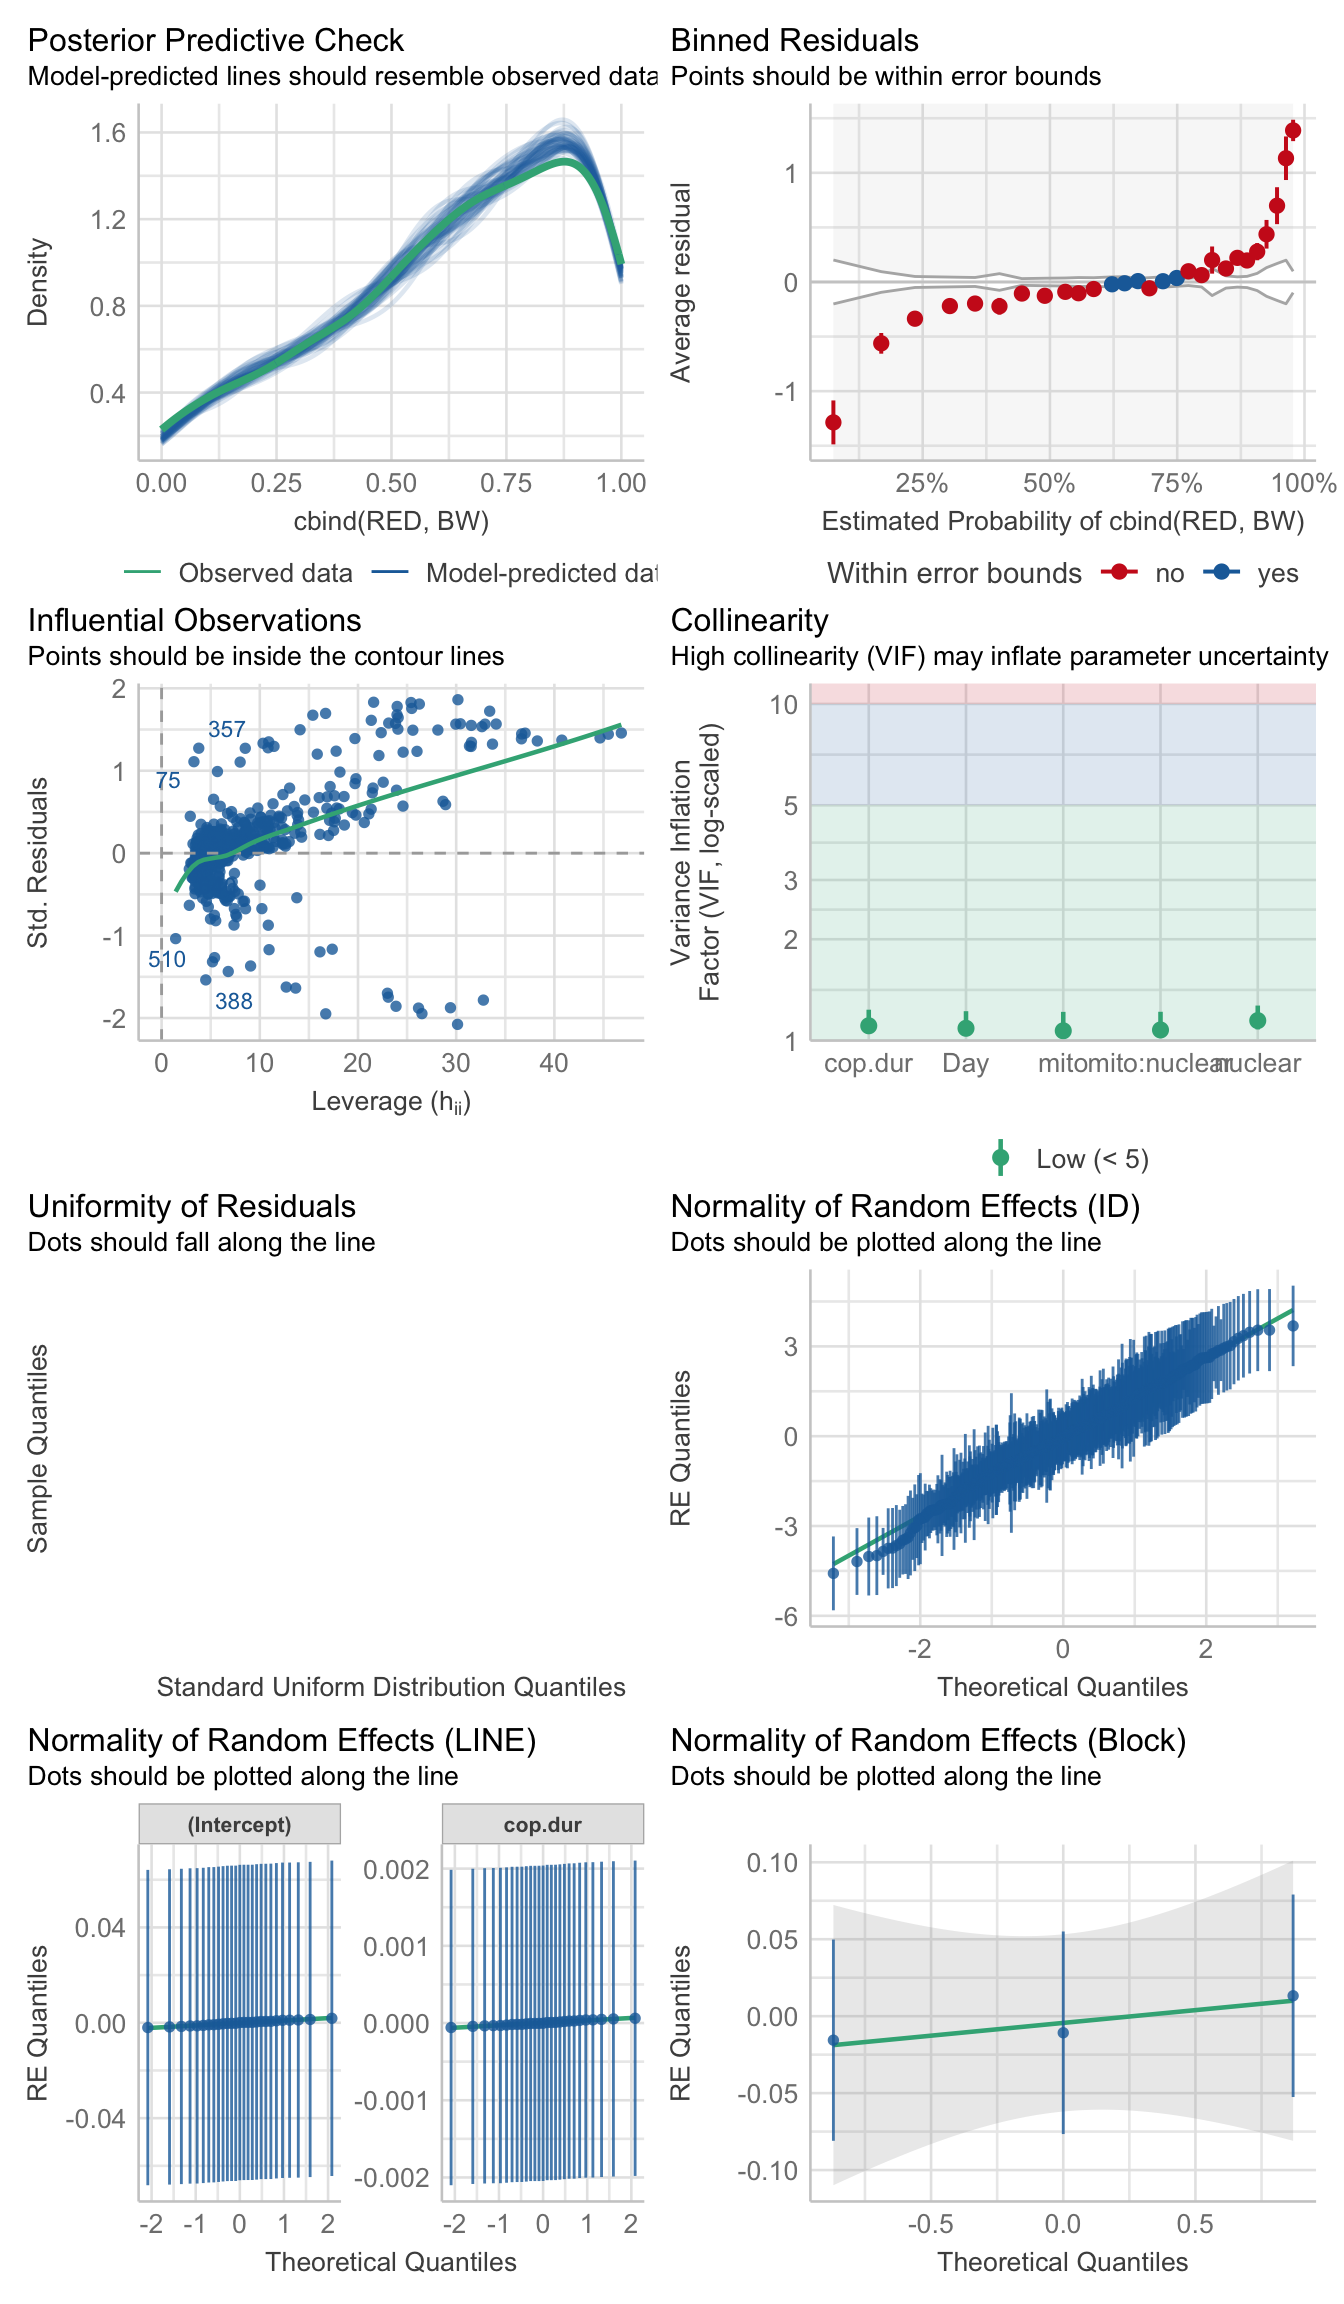 Posterior Predictive Check
Model-predicted lines should resemble observed data
Density
1.6
1.2
0.8
0.4
0.00 0.25 0.50 0.75 1.00
cbind(RED, BW)
Observed data Model-predicted dat
Binned Residuals
Points should be within error bounds
Average residual
1
0
-1
25% 50% 75% 100%
Estimated Probability of cbind(RED, BW)
Within error bounds no yes
Influential Observations
Points should be inside the contour lines
Std. Residuals
2
1
0
-1
-2
357
75
510
388
0 10 20 30 40
Leverage (hii)
Collinearity
High collinearity (VIF) may inflate parameter uncertainty
Variance Inflation
Factor (VIF, log-scaled)
10
5
3
2
1
cop.dur Day mito mito:nuclear nuclear
Low (< 5)
Uniformity of Residuals
Dots should fall along the line
Sample Quantiles
Standard Uniform Distribution Quantiles
Normality of Random Effects (ID)
Dots should be plotted along the line
RE Quantiles
3
0
-3
-6
-2 0 2
Theoretical Quantiles
Normality of Random Effects (LINE)
Dots should be plotted along the line
RE Quantiles
(Intercept)
0.04
0.00
-0.04
-2 -1 0 1 2
cop.dur
0.002
0.001
0.000
-0.001
-0.002
-2 -1 0 1 2
Theoretical Quantiles
Normality of Random Effects (Block)
Dots should be plotted along the line
RE Quantiles
0.10
0.05
0.00
-0.05
-0.10
-0.5 0.0 0.5
Theoretical Quantiles